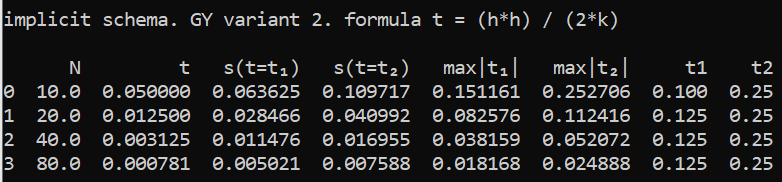 implicit schema. GY variant 2. formula t = (h*h) / (2*k)
N t s(t=t₁) s(t=t₂) max|t₁| max|t₂| t1 t2
0 10.0 0.050000 0.063625 0.109717 0.151161 0.252706 0.100 0.25
1 20.0 0.012500 0.028466 0.040992 0.082576 0.112416 0.125 0.25
2 40.0 0.003125 0.011476 0.016955 0.038159 0.052072 0.125 0.25
3 80.0 0.000781 0.005021 0.007588 0.018168 0.024888 0.125 0.25